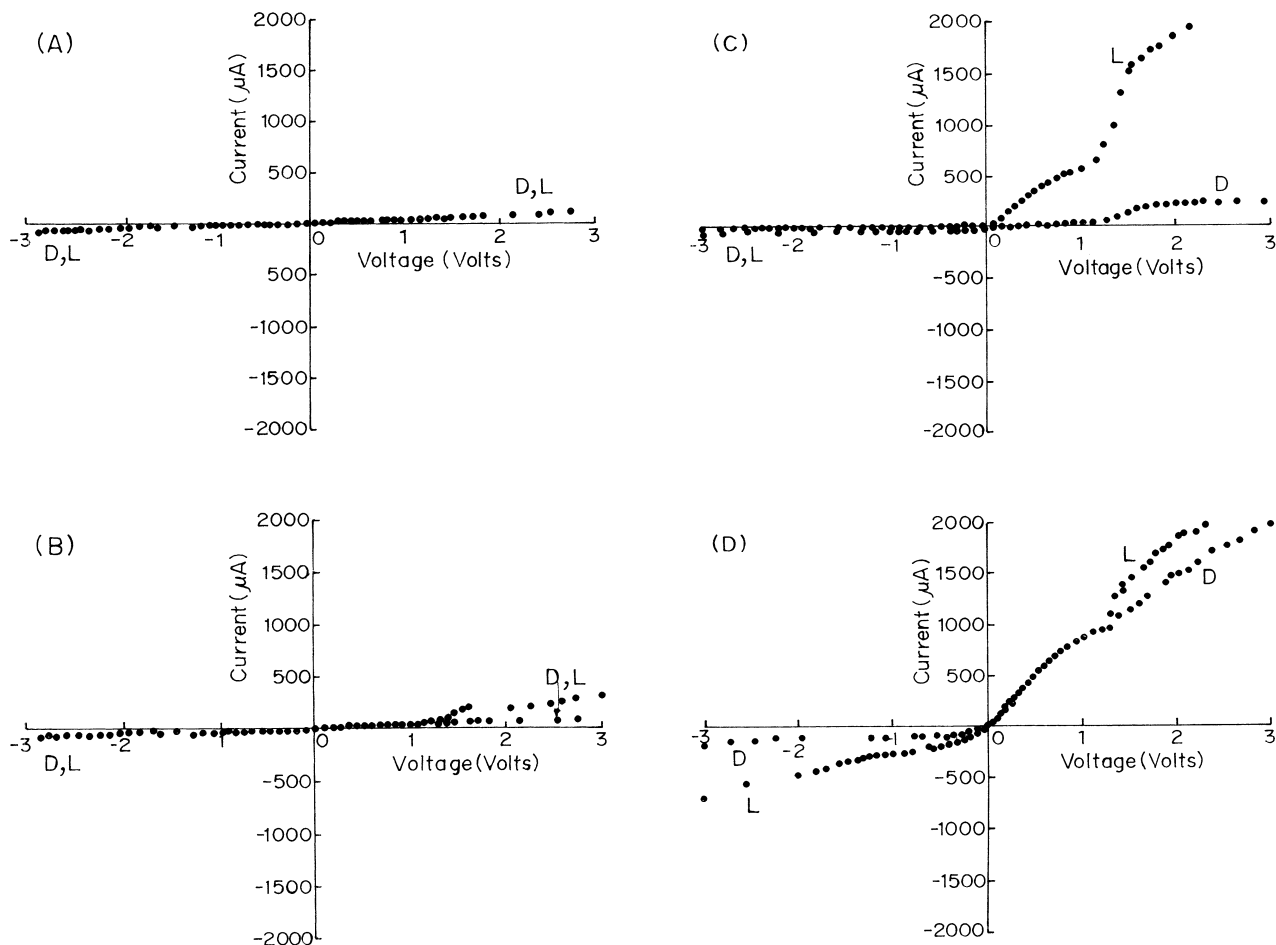 (A)
2000
1500
1000
500
Current (μA)
D,L
-3
-2
-1
0
1
2
3
D,L
Voltage (Volts)
500
-1000
-1500
-2000
(C)
2000
1500
1000
500
Current (μA)
L
D
-3
-2
-1
0
1
2
3
D,L
Voltage (Volts)
-500
-1000
-1500
-2000
(B)
2000
1500
1000
500
Current (μA)
D,L
-3
-2
-1
0
1
2
3
D,L
Voltage (Volts)
-500
-1000
-1500
-2000
(D)
2000
1500
1000
500
Current (μA)
L
D
-3
-2
-1
0
1
2
3
D
L
Voltage (Volts)
-500
-1000
-1500
-2000